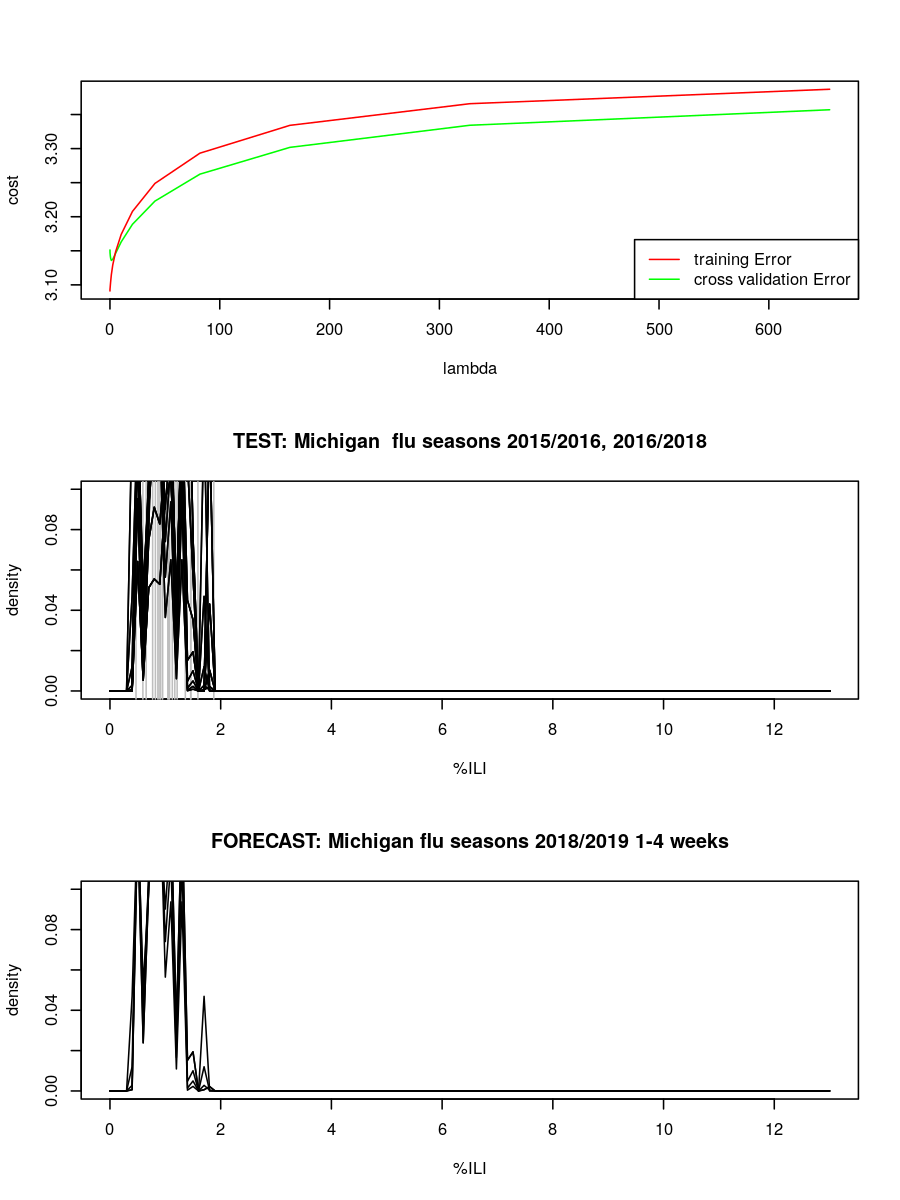 cost
3.10 3.20 3.30
training Error
cross validation Error
0 100 200 300 400 500 600
lambda
TEST: Michigan  flu seasons 2015/2016, 2016/2018
density
0.00 0.04 0.08
0 2 4 6 8 10 12
%ILI
FORECAST: Michigan flu seasons 2018/2019 1-4 weeks
density
0.00 0.04 0.08
0 2 4 6 8 10 12
%ILI